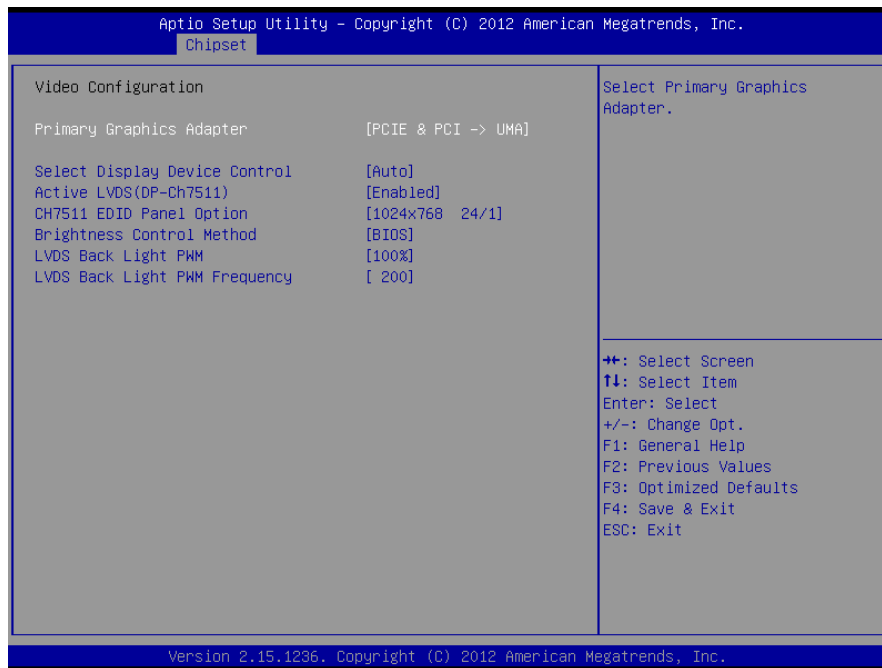 Aptio Setup Utility – Copyright (C) 2012 American Megatrends, Inc.
Chipset
Video Configuration
Primary Graphics Adapter [PCIE & PCI -> UMA]
Select Display Device Control [Auto]
Active LVDS(DP-Ch7511) [Enabled]
CH7511 EDID Panel Option [1024x768 24/1]
Brightness Control Method [BIOS]
LVDS Back Light PWM [100%]
LVDS Back Light PWM Frequency [ 200]
Select Primary Graphics
Adapter.
→←: Select Screen
↑↓: Select Item
Enter: Select
+/-: Change Opt.
F1: General Help
F2: Previous Values
F3: Optimized Defaults
F4: Save & Exit
ESC: Exit
Version 2.15.1236. Copyright (C) 2012 American Megatrends, Inc.